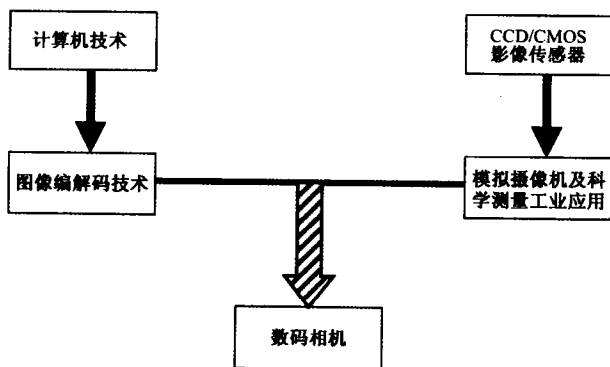 计算机技术
CCD/CMOS
影像传感器
图像编解码技术
模拟摄像机及科
学测量工业应用
数码相机